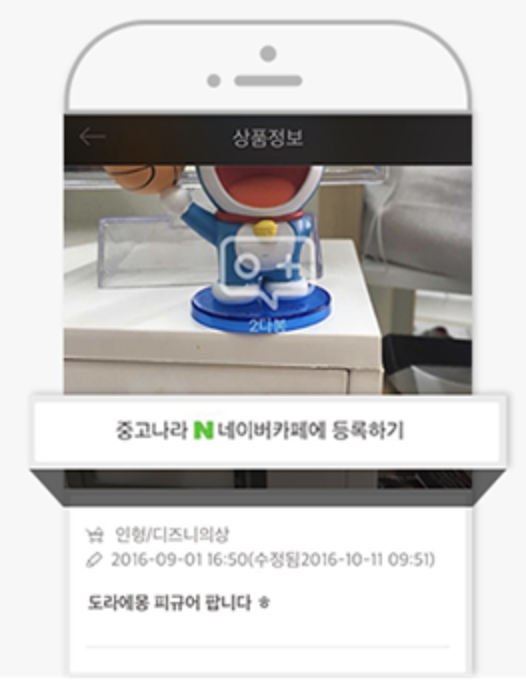 상품정보
2다봇
중고나라 N 네이버카페에 등록하기
인형/디즈니의상
2016-09-01 16:50(수정됨2016-10-11 09:51)
도라에몽 피규어 팝니다 ㅎ